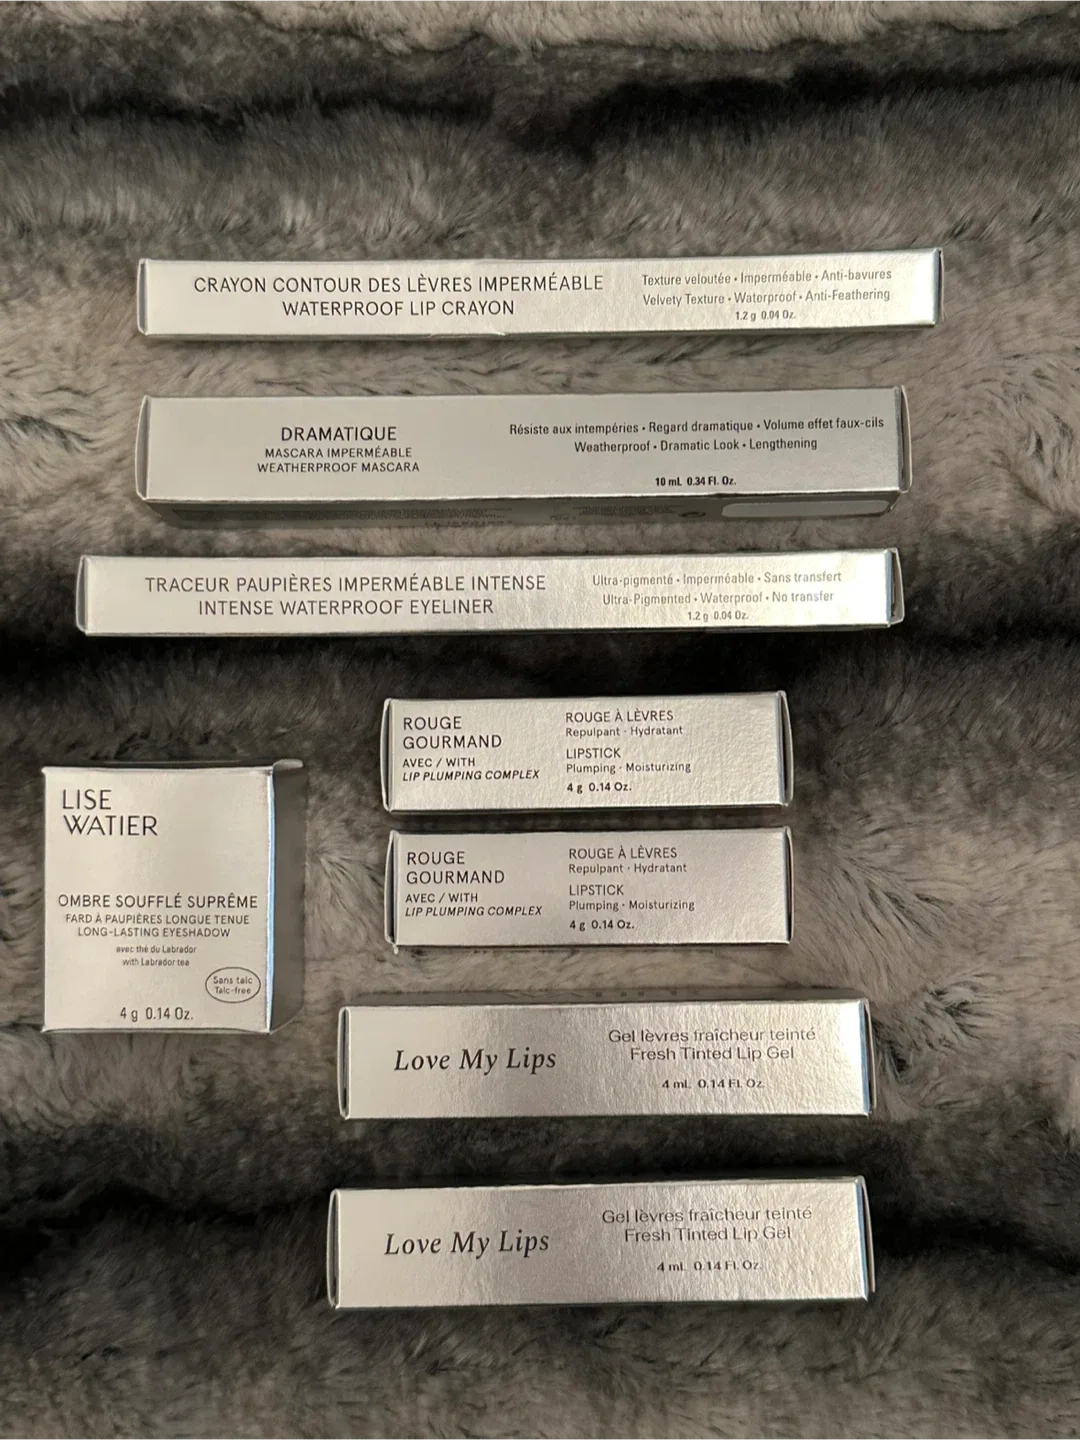 CRAYON CONTOUR DES LÈVRES IMPERMÉABLE
WATERPROOF LIP CRAYON
Texture veloutée • Imperméable • Anti-bavures
Velvety Texture • Waterproof • Anti-Feathering
1.2 g 0.04 Oz.
DRAMATIQUE
MASCARA IMPERMÉABLE
WEATHERPROOF MASCARA
Résiste aux intempéries • Regard dramatique • Volume effet faux-cils
Weatherproof • Dramatic Look • Lengthening
10 mL 0.34 Fl. Oz.
TRACEUR PAUPIÈRES IMPERMÉABLE INTENSE
INTENSE WATERPROOF EYELINER
Ultra-pigmenté • Imperméable • Sans transfert
Ultra-Pigmented • Waterproof • No transfer
1.2 g 0.04 Oz.
ROUGE
GOURMAND
AVEC / WITH
LIP PLUMPING COMPLEX
ROUGE À LÈVRES
Repulpant · Hydratant
LIPSTICK
Plumping · Moisturizing
4 g 0.14 Oz.
LISE
WATIER
OMBRE SOUFFLÉ SUPRÊME
FARD À PAUPIÈRES LONGUE TENUE
LONG-LASTING EYESHADOW
avec thé du Labrador
with Labrador tea
Sans talc
Talc-free
4 g 0.14 Oz.
ROUGE
GOURMAND
AVEC / WITH
LIP PLUMPING COMPLEX
ROUGE À LÈVRES
Repulpant · Hydratant
LIPSTICK
Plumping · Moisturizing
4 g 0.14 Oz.
Love My Lips
Gel lèvres fraîcheur teinté
Fresh Tinted Lip Gel
4 mL 0.14 Fl. Oz.
Love My Lips
Gel lèvres fraîcheur teinté
Fresh Tinted Lip Gel
4 mL 0.14 Fl. Oz.